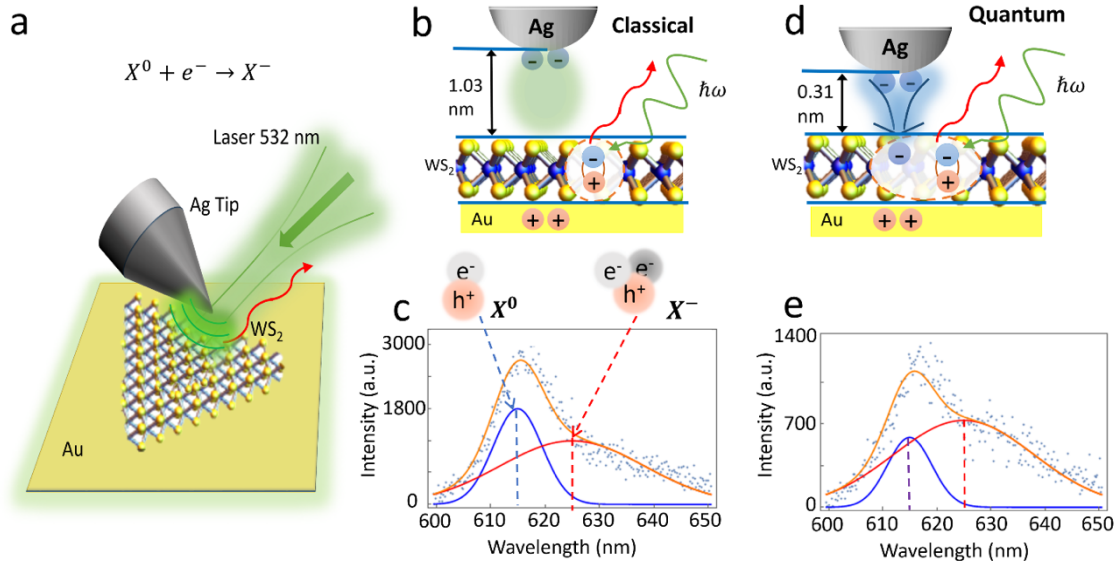 a
X⁰ + e⁻ → X⁻
Laser 532 nm
Ag Tip
WS₂
Au
b
Ag
Classical
1.03
nm
ħω
WS₂
-
-
-
+
Au
+ +
d
Ag
Quantum
0.31
nm
ħω
WS₂
-
-
-
-
+
Au
+ +
e⁻
h⁺
X⁰
e⁻ e⁻
h⁺
X⁻
c
3000
1800
0
Intensity (a.u.)
600 610 620 630 640 650
Wavelength (nm)
e
1400
700
0
Intensity (a.u.)
600 610 620 630 640 650
Wavelength (nm)